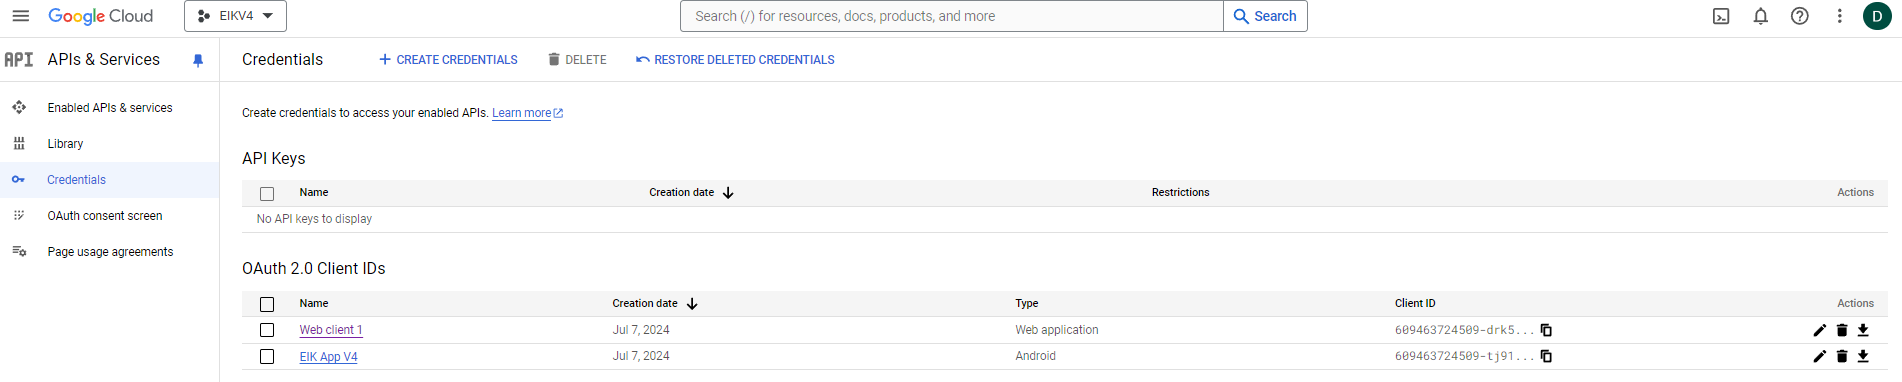 Google Cloud
EIKV4
Search (/) for resources, docs, products, and more
Search
D
API
APIs & Services
Credentials
CREATE CREDENTIALS
DELETE
RESTORE DELETED CREDENTIALS
Enabled APIs & services
Library
Credentials
OAuth consent screen
Page usage agreements
Create credentials to access your enabled APIs. Learn more
API Keys
Name Creation date Restrictions Actions
No API keys to display
OAuth 2.0 Client IDs
Name Creation date Type Client ID Actions
Web client 1 Jul 7, 2024 Web application 609463724509-drk5...
EIK App V4 Jul 7, 2024 Android 609463724509-tj91...